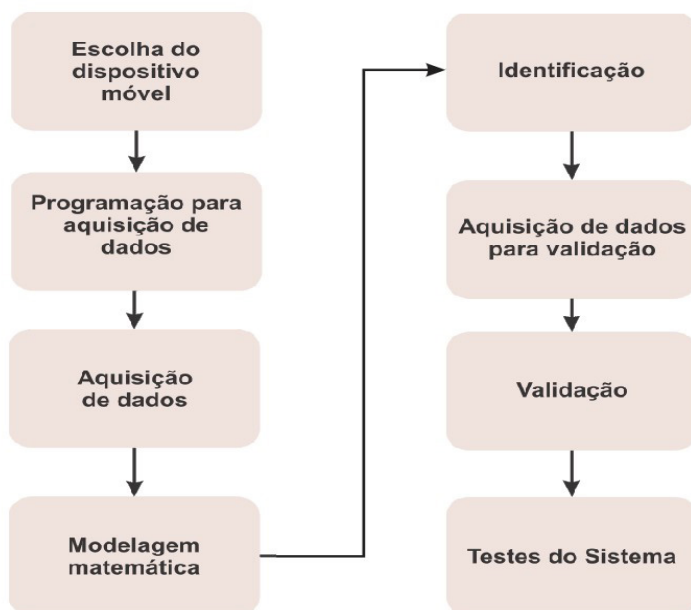 Escolha do
dispositivo
móvel
Programação para
aquisição de
dados
Aquisição
de dados
Modelagem
matemática
Identificação
Aquisição de dados
para validação
Validação
Testes do Sistema